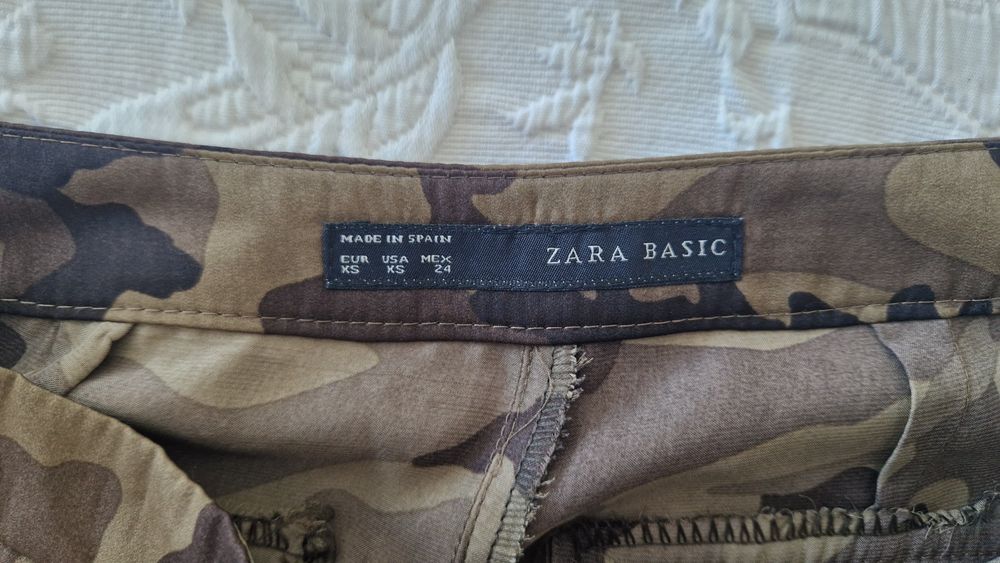 MADE IN SPAIN
EUR USA MEX
XS XS 24
ZARA BASIC